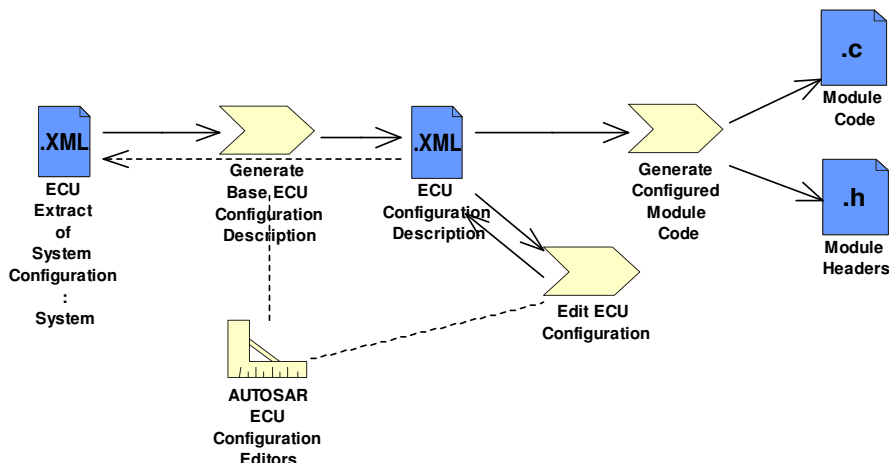 .c
Module
Code
.XML
ECU
Extract
of
System
Configuration
:
System
Generate
Base ECU
Configuration
Description
.XML
ECU
Configuration
Description
Generate
Configured
Module
Code
.h
Module
Headers
Edit ECU
Configuration
AUTOSAR
ECU
Configuration
Editors